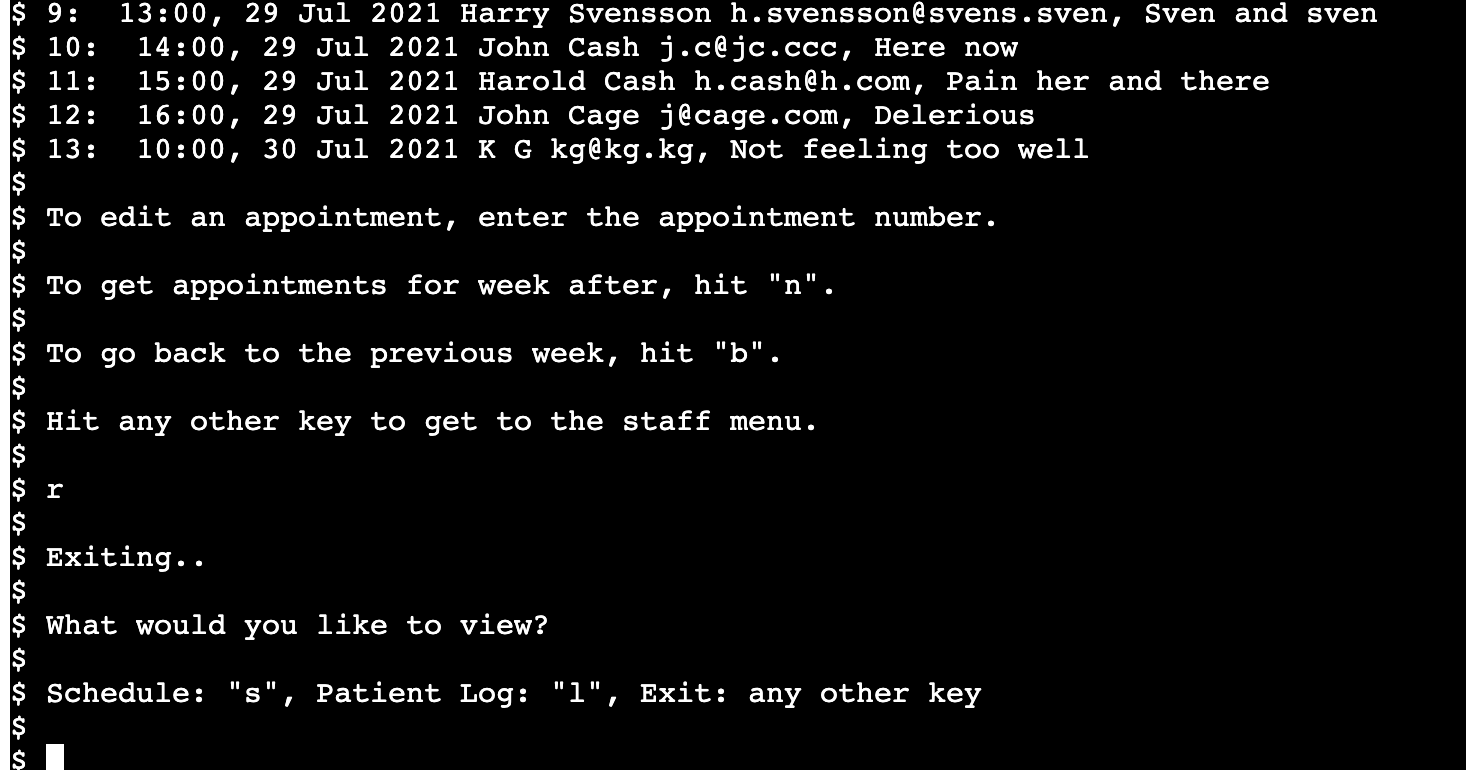 $ 9:  13:00, 29 Jul 2021 Harry Svensson h.svensson@svens.sven, Sven and sven
$ 10:  14:00, 29 Jul 2021 John Cash j.c@jc.ccc, Here now
$ 11:  15:00, 29 Jul 2021 Harold Cash h.cash@h.com, Pain her and there
$ 12:  16:00, 29 Jul 2021 John Cage j@cage.com, Delerious
$ 13:  10:00, 30 Jul 2021 K G kg@kg.kg, Not feeling too well
$
$ To edit an appointment, enter the appointment number.
$
$ To get appointments for week after, hit "n".
$
$ To go back to the previous week, hit "b".
$
$ Hit any other key to get to the staff menu.
$
$ r
$
$ Exiting..
$
$ What would you like to view?
$
$ Schedule: "s", Patient Log: "l", Exit: any other key
$
$